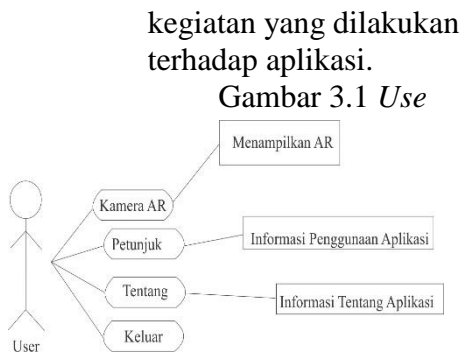 kegiatan yang dilakukan
terhadap aplikasi.
Gambar 3.1 Use
Menampilkan AR
Kamera AR
Petunjuk
Informasi Penggunaan Aplikasi
Tentang
Informasi Tentang Aplikasi
Keluar
User